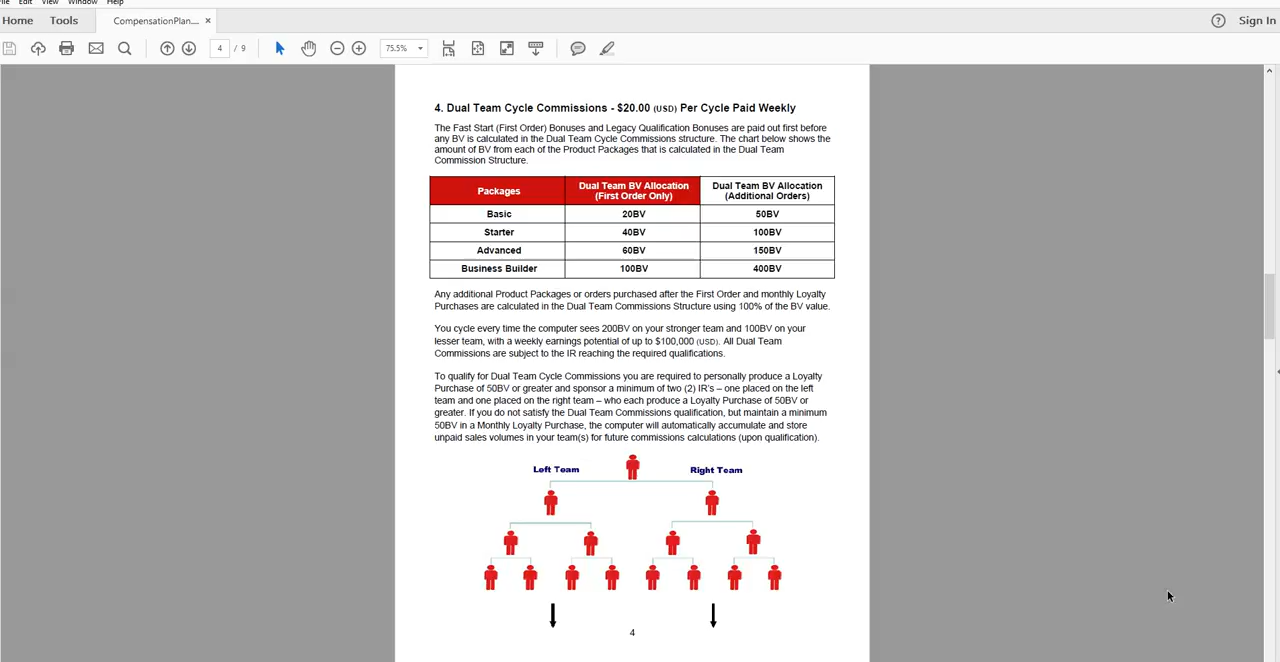 File Edit View Window Help
Home Tools CompensationPlan.... × Sign In
4 / 9 75.5%
4. Dual Team Cycle Commissions - $20.00 (USD) Per Cycle Paid Weekly
The Fast Start (First Order) Bonuses and Legacy Qualification Bonuses are paid out first before
any BV is calculated in the Dual Team Cycle Commissions structure. The chart below shows the
amount of BV from each of the Product Packages that is calculated in the Dual Team
Commission Structure.
Packages Dual Team BV Allocation (First Order Only) Dual Team BV Allocation (Additional Orders)
Basic 20BV 50BV
Starter 40BV 100BV
Advanced 60BV 150BV
Business Builder 100BV 400BV
Any additional Product Packages or orders purchased after the First Order and monthly Loyalty
Purchases are calculated in the Dual Team Commissions Structure using 100% of the BV value.
You cycle every time the computer sees 200BV on your stronger team and 100BV on your
lesser team, with a weekly earnings potential of up to $100,000 (USD). All Dual Team
Commissions are subject to the IR reaching the required qualifications.
To qualify for Dual Team Cycle Commissions you are required to personally produce a Loyalty
Purchase of 50BV or greater and sponsor a minimum of two (2) IR's – one placed on the left
team and one placed on the right team – who each produce a Loyalty Purchase of 50BV or
greater. If you do not satisfy the Dual Team Commissions qualification, but maintain a minimum
50BV in a Monthly Loyalty Purchase, the computer will automatically accumulate and store
unpaid sales volumes in your team(s) for future commissions calculations (upon qualification).
Left Team Right Team
4